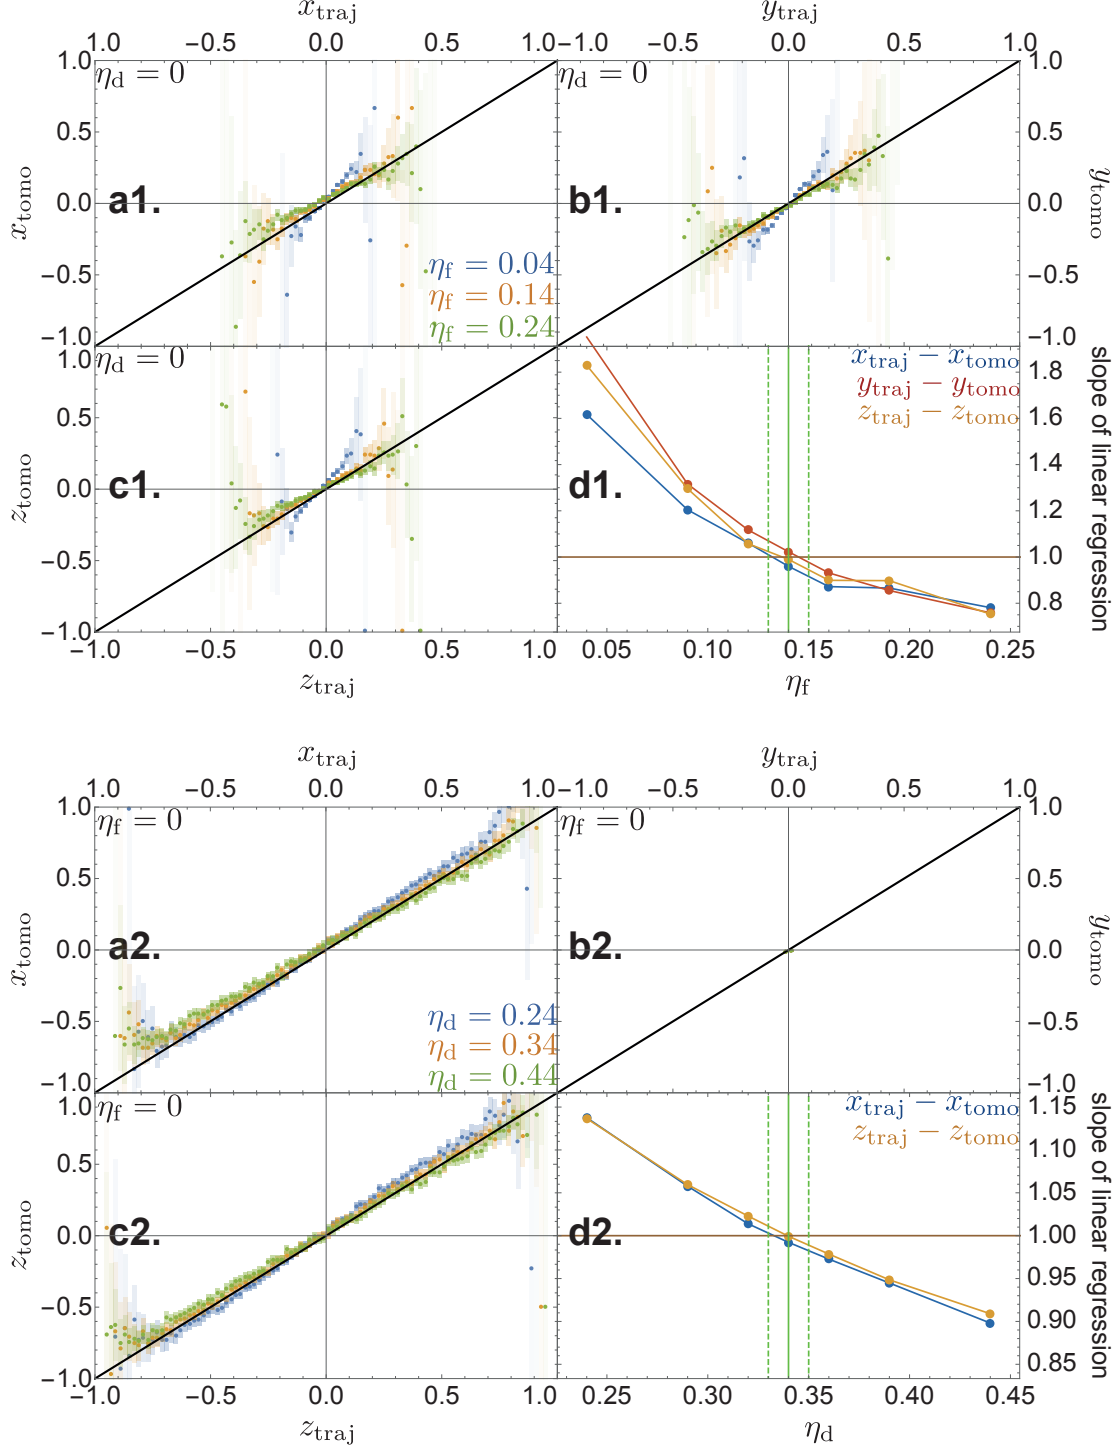 x_traj y_traj
1.0 −0.5 0.0 0.5 1.0 −1.0 −0.5 0.0 0.5 1.0
1.0 η_d = 0 η_d = 0 1.0
0.5 0.5
x_tomo 0.0 a1. b1. 0.0 y_tomo
−0.5 η_f = 0.04 −0.5
η_f = 0.14
−1.0 η_f = 0.24 −1.0
1.0 η_d = 0 x_traj − x_tomo 1.8
y_traj − y_tomo
0.5 z_traj − z_tomo 1.6
1.4
z_tomo 0.0 c1. d1. 1.2 slope of linear regression
−0.5 1.0
−1.0 0.8
−1.0 −0.5 0.0 0.5 1.0 0.05 0.10 0.15 0.20 0.25
z_traj η_f
x_traj y_traj
1.0 −0.5 0.0 0.5 1.0 −1.0 −0.5 0.0 0.5 1.0
1.0 η_f = 0 η_f = 0 1.0
0.5 0.5
x_tomo 0.0 a2. b2. 0.0 y_tomo
−0.5 η_d = 0.24 −0.5
η_d = 0.34
−1.0 η_d = 0.44 −1.0
1.0 η_f = 0 x_traj − x_tomo 1.15
0.5 z_traj − z_tomo 1.10
1.05
z_tomo 0.0 c2. d2. 1.00 slope of linear regression
−0.5 0.95
0.90
−1.0 0.85
−1.0 −0.5 0.0 0.5 1.0 0.25 0.30 0.35 0.40 0.45
z_traj η_d